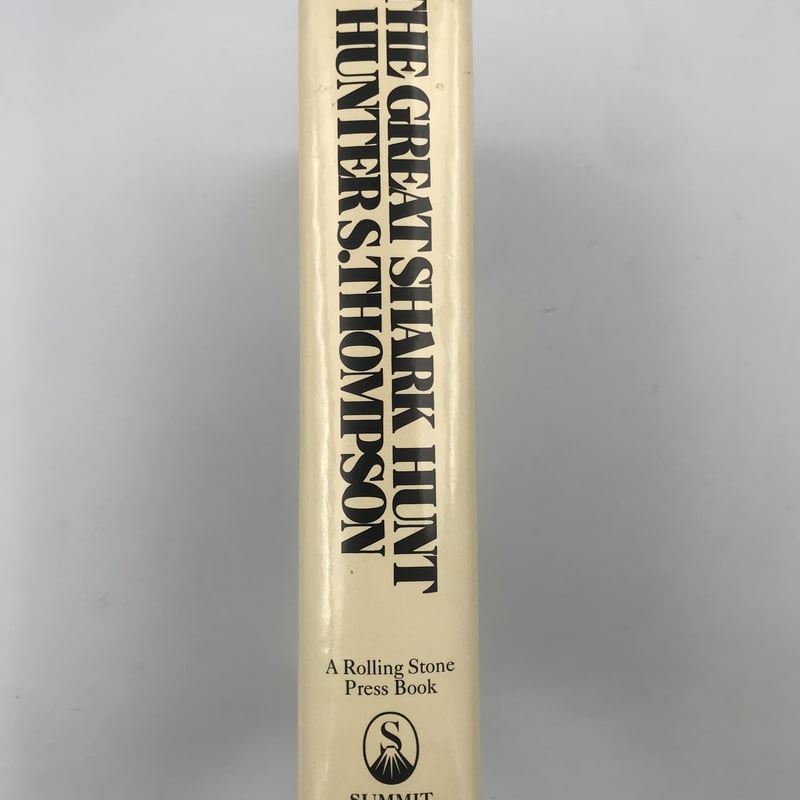 THE GREAT SHARK HUNT
HUNTER S. THOMPSON
A Rolling Stone
Press Book
S
SUMMIT